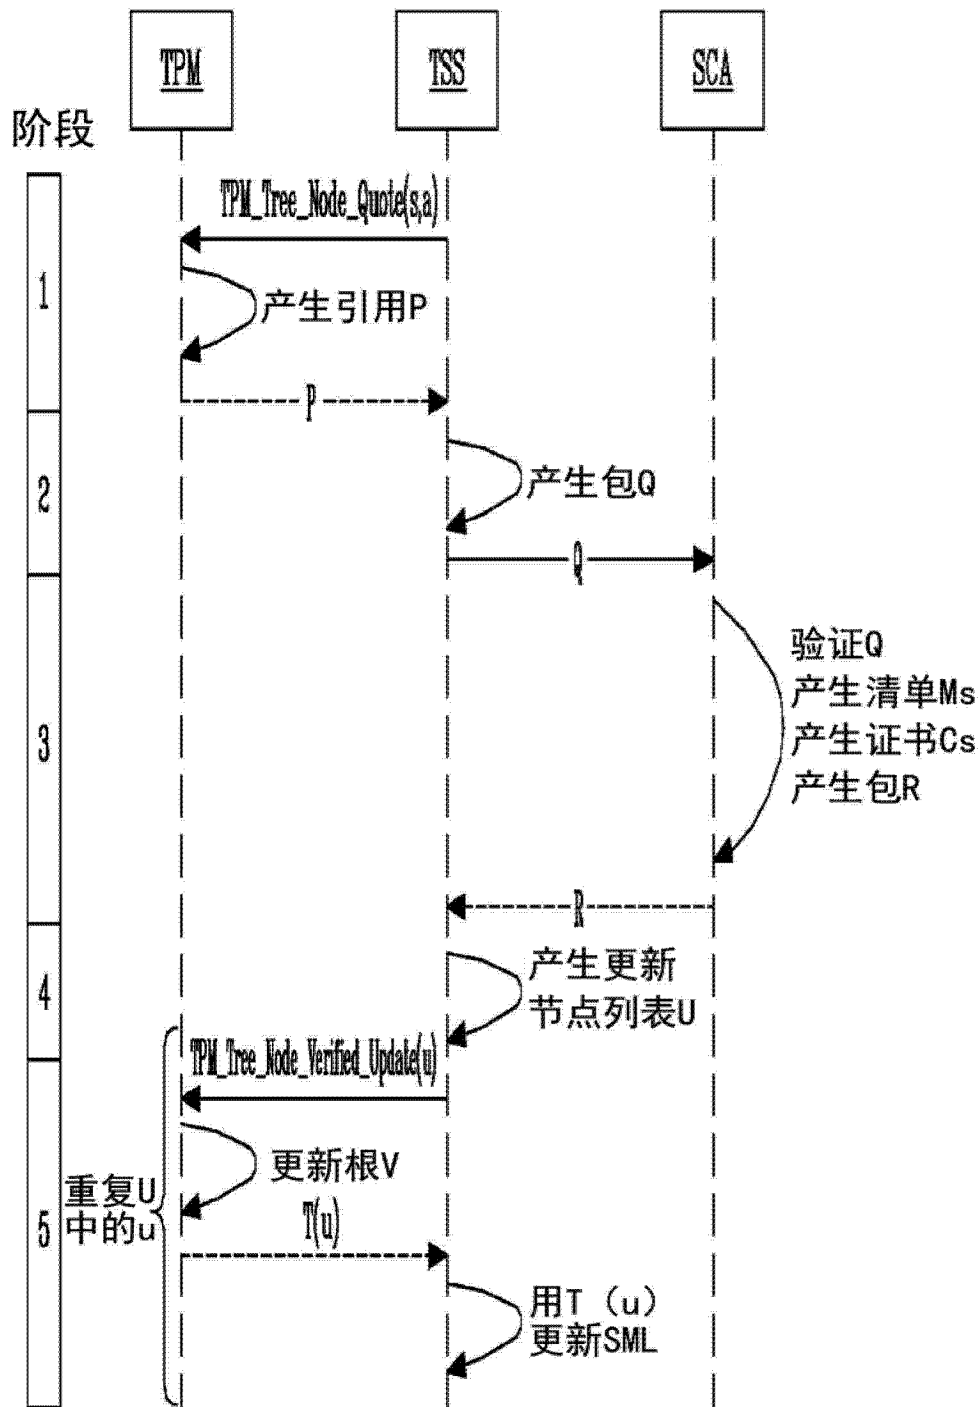 TPM
TSS
SCA
阶段
TPM_Tree_Node_Quote(s,a)
1
产生引用P
P
2
产生包Q
Q
3
验证Q
产生清单Ms
产生证书Cs
产生包R
R
4
产生更新
节点列表U
TPM_Tree_Node_Verified_Update(u)
重复U
中的u
5
更新根V
T(u)
用T（u）
更新SML